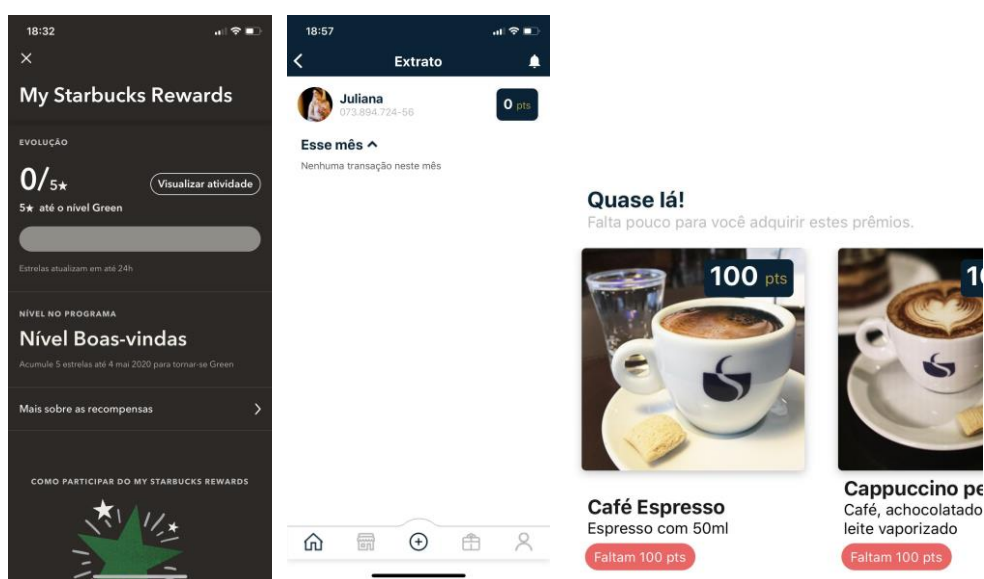 18:32
My Starbucks Rewards
EVOLUÇÃO
0/5★
Visualizar atividade
5★ até o nível Green
Estrelas atualizam em até 24h
NÍVEL NO PROGRAMA
Nível Boas-vindas
Acumule 5 estrelas até 4 mai 2020 para tornar-se Green
Mais sobre as recompensas
COMO PARTICIPAR DO MY STARBUCKS REWARDS
18:57
Extrato
Juliana
073.894.724-56
0 pts
Esse mês
Nenhuma transação neste mês
Quase lá!
Falta pouco para você adquirir estes prêmios.
100 pts
Café Espresso
Espresso com 50ml
Faltam 100 pts
Cappuccino
Café, achocolatado
leite vaporizado
Faltam 100 pts